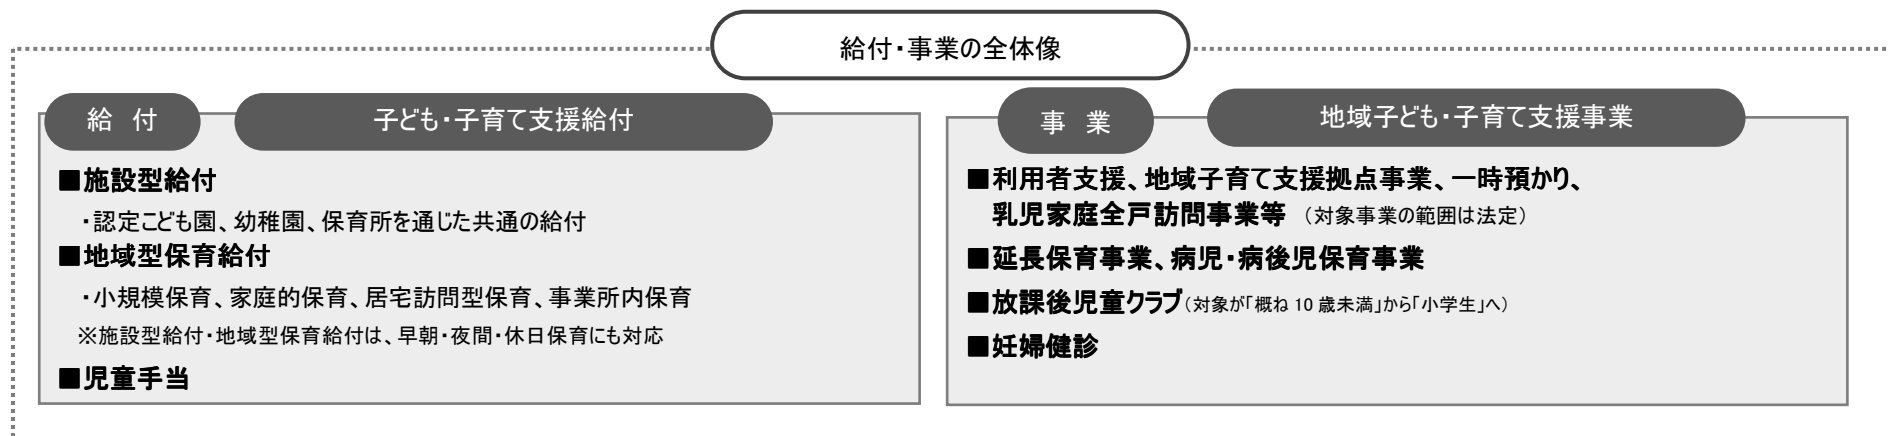 給付・事業の全体像
給 付
子ども・子育て支援給付
■施設型給付
・認定こども園、幼稚園、保育所を通じた共通の給付
■地域型保育給付
・小規模保育、家庭的保育、居宅訪問型保育、事業所内保育
※施設型給付・地域型保育給付は、早朝・夜間・休日保育にも対応
■児童手当
事 業
地域子ども・子育て支援事業
■利用者支援、地域子育て支援拠点事業、一時預かり、
乳児家庭全戸訪問事業等 （対象事業の範囲は法定）
■延長保育事業、病児・病後児保育事業
■放課後児童クラブ（対象が「概ね 10 歳未満」から「小学生」へ）
■妊婦健診